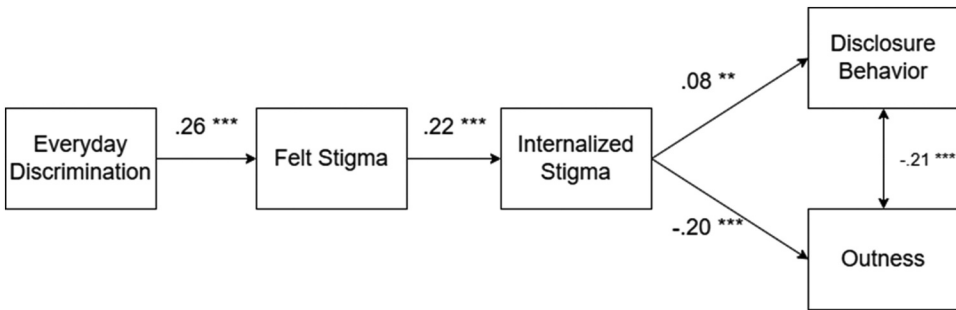 Disclosure
Behavior
.08 **
.26 ***
.22 ***
Everyday
Discrimination
Felt Stigma
Internalized
Stigma
-.21 ***
-.20 ***
Outness